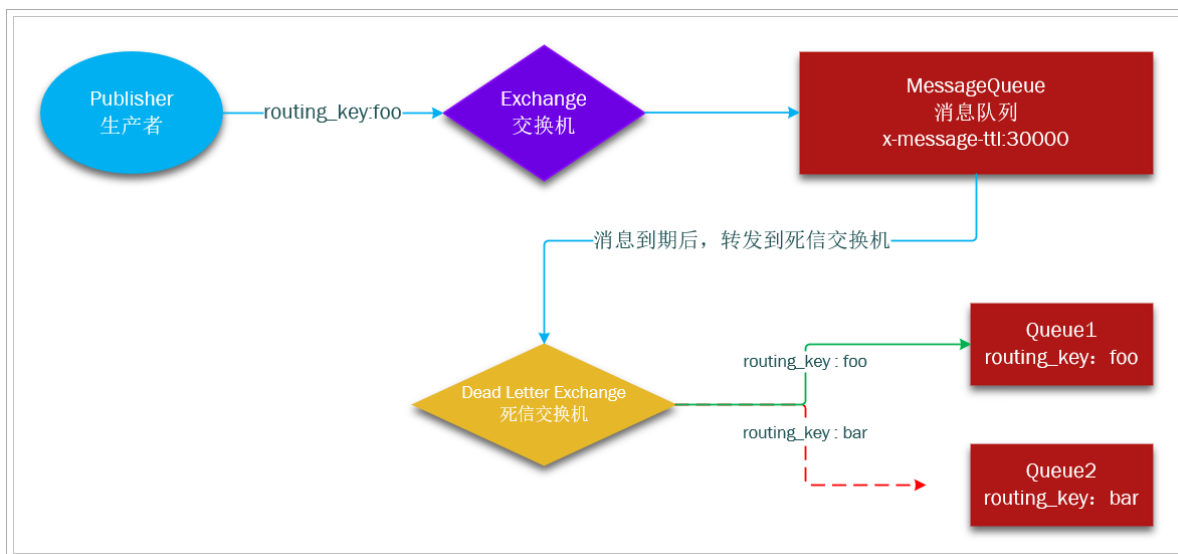 Publisher
生产者
routing_key:foo
Exchange
交换机
MessageQueue
消息队列
x-message-ttl:30000
消息到期后，转发到死信交换机
Dead Letter Exchange
死信交换机
routing_key : foo
Queue1
routing_key：foo
routing_key : bar
Queue2
routing_key：bar